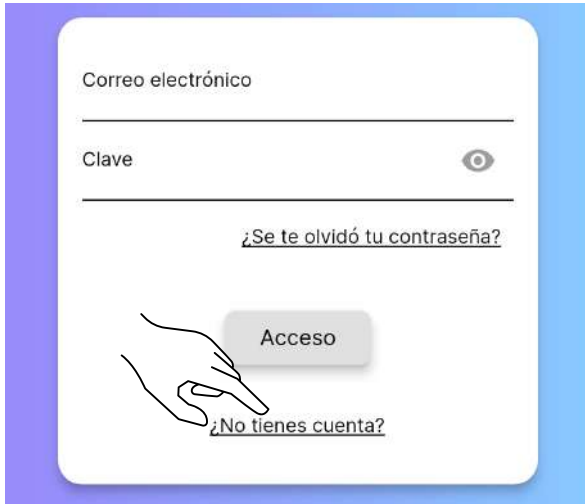 Correo electrónico
Clave
¿Se te olvidó tu contraseña?
Acceso
¿No tienes cuenta?